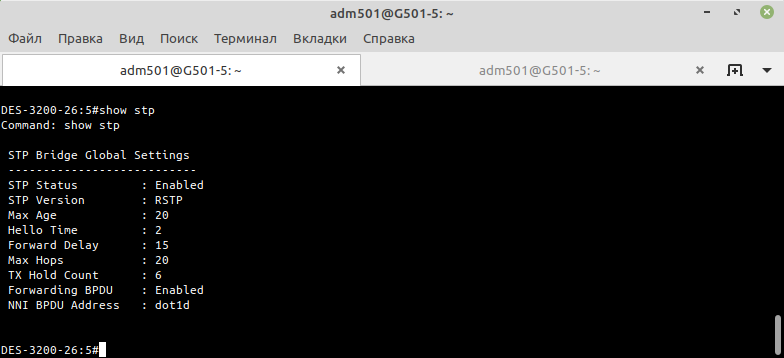 adm501@G501-5: ~
Файл Правка Вид Поиск Терминал Вкладки Справка
adm501@G501-5: ~ × adm501@G501-5: ~ ×
DES-3200-26:5#show stp
Command: show stp
STP Bridge Global Settings
---------------------------
STP Status : Enabled
STP Version : RSTP
Max Age : 20
Hello Time : 2
Forward Delay : 15
Max Hops : 20
TX Hold Count : 6
Forwarding BPDU : Enabled
NNI BPDU Address : dot1d
DES-3200-26:5#